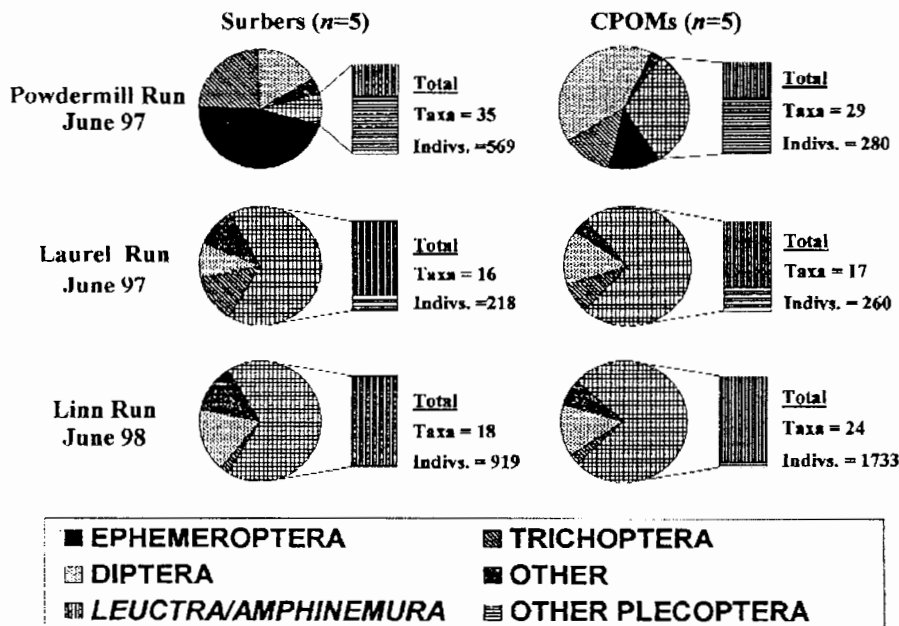 Surbers (n=5)
CPOMs (n=5)
Powdermill Run
June 97
Total
Taxa = 35
Indivs. =569
Total
Taxa = 29
Indivs. = 280
Laurel Run
June 97
Total
Taxa = 16
Indivs. =218
Total
Taxa = 17
Indivs. = 260
Linn Run
June 98
Total
Taxa = 18
Indivs. = 919
Total
Taxa = 24
Indivs. = 1733
EPHEMEROPTERA
TRICHOPTERA
DIPTERA
OTHER
LEUCTRA/AMPHINEMURA
OTHER PLECOPTERA